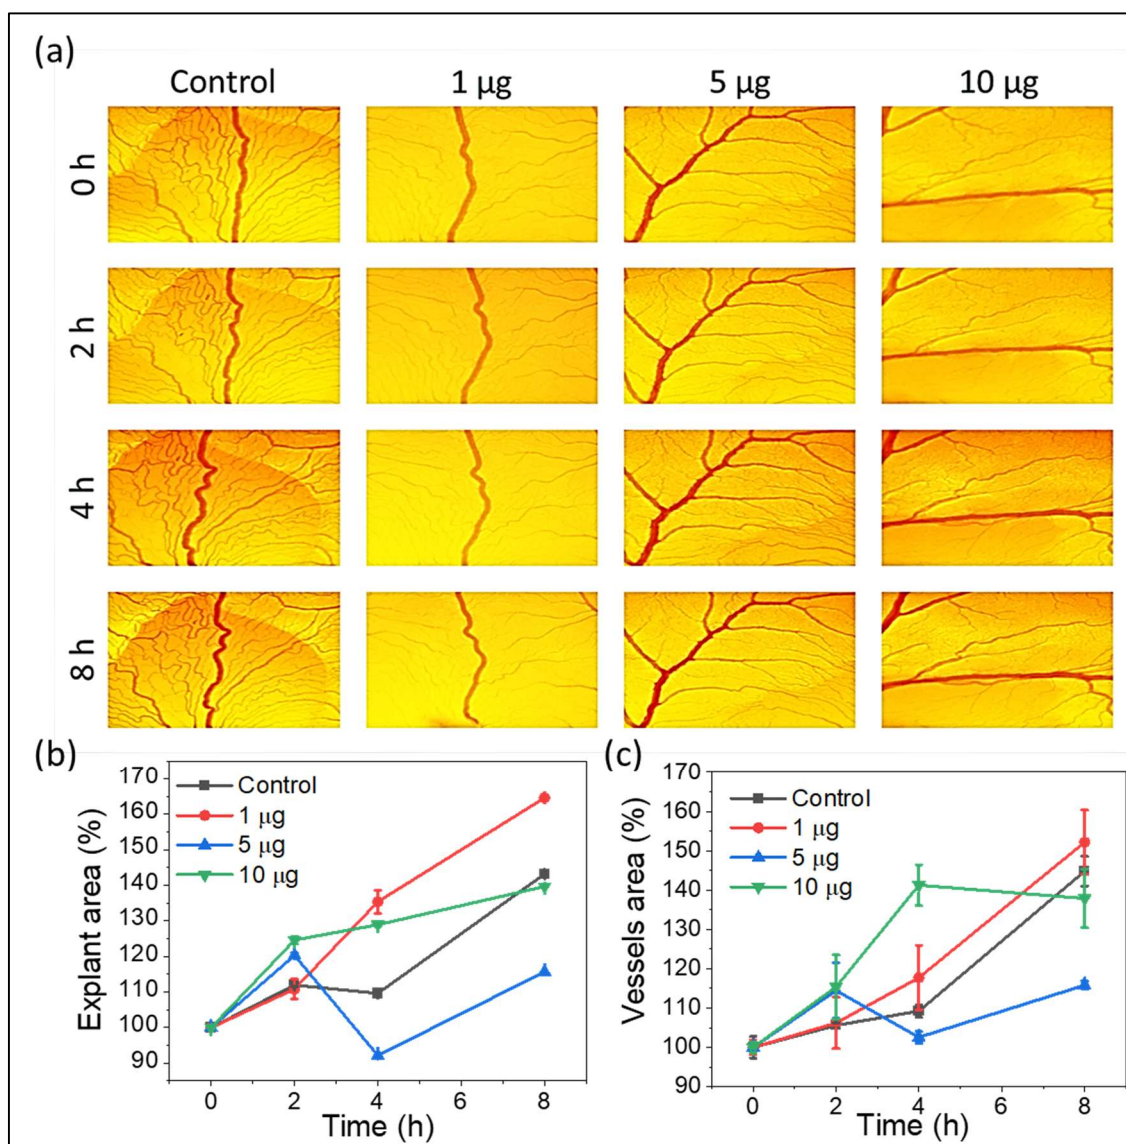 (a)
Control 1 μg 5 μg 10 μg
0 h
2 h
4 h
8 h
(b)
Explant area (%)
170
160
150
140
130
120
110
100
90
Control
1 μg
5 μg
10 μg
0 2 4 8
Time (h)
(c)
Vessels area (%)
170
160
150
140
130
120
110
100
90
Control
1 μg
5 μg
10 μg
0 2 4 8
Time (h)